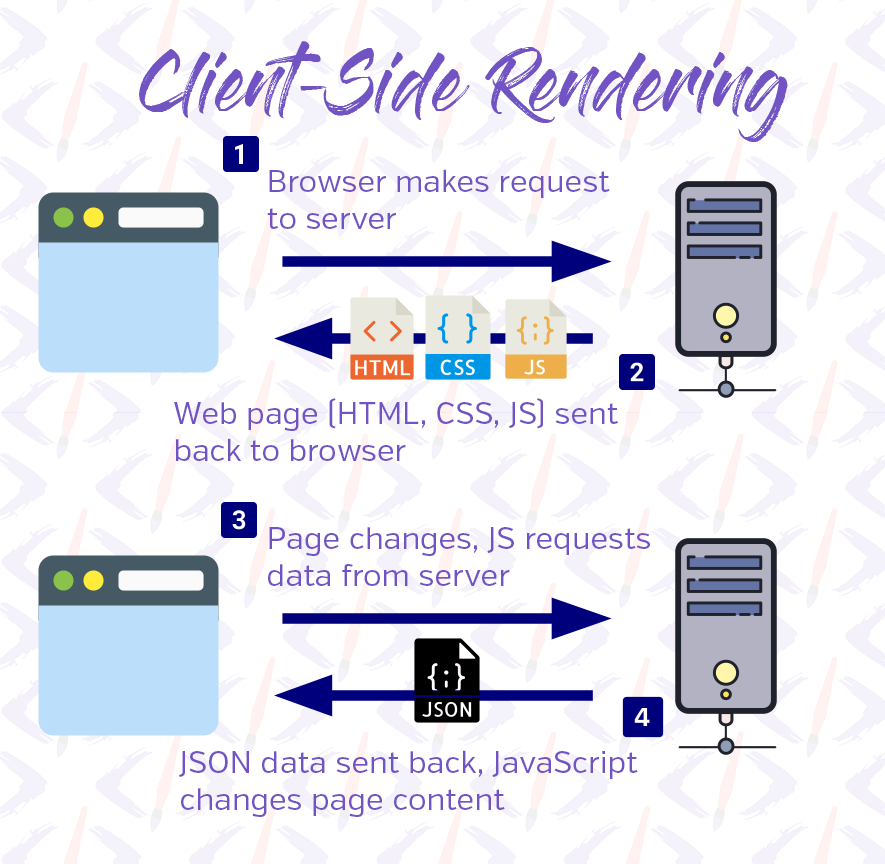 Client-Side Rendering
1
Browser makes request
to server
< >
HTML
{ }
CSS
{;}
JS
2
Web page (HTML, CSS, JS) sent
back to browser
3
Page changes, JS requests
data from server
{;}
JSON
4
JSON data sent back, JavaScript
changes page content